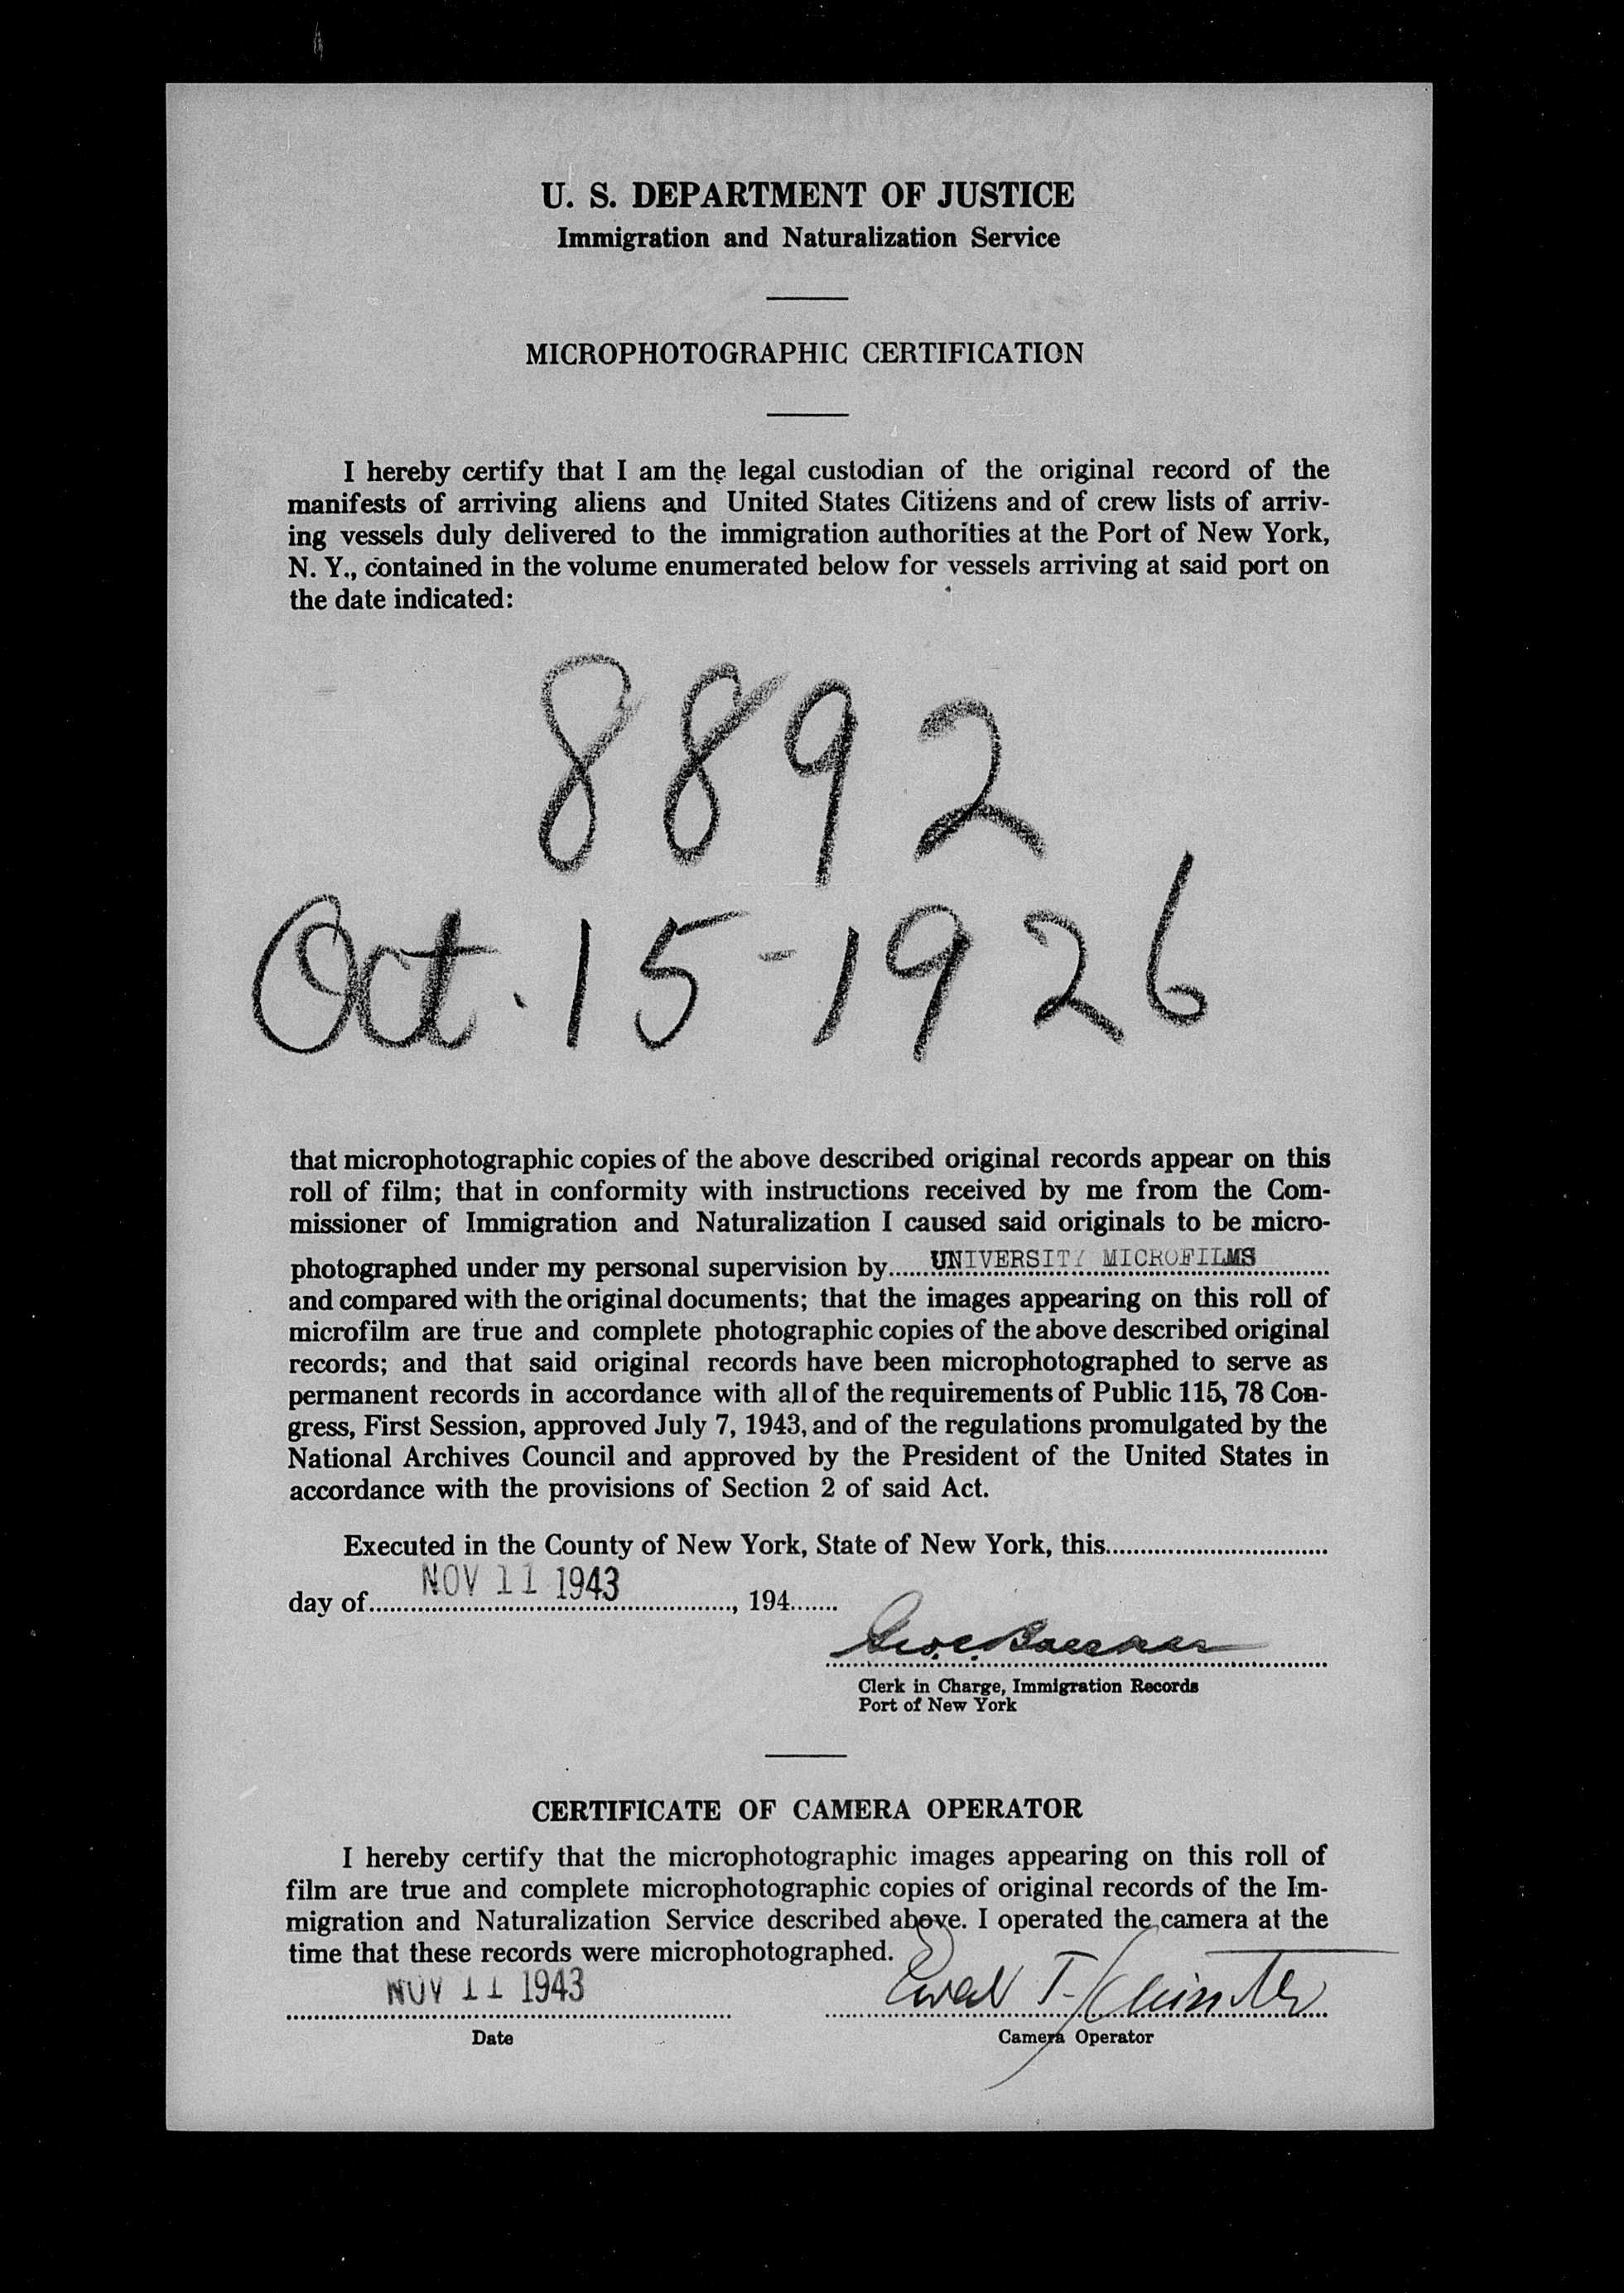 U. S. DEPARTMENT OF JUSTICE
Immigration and Naturalization Service
MICROPHOTOGRAPHIC CERTIFICATION
I hereby certify that I am the legal custodian of the original record of the
manifests of arriving aliens and United States Citizens and of crew lists of arriv-
ing vessels duly delivered to the immigration authorities at the Port of New York,
N. Y., contained in the volume enumerated below for vessels arriving at said port on
the date indicated:
8892
Oct. 15-1926
that microphotographic copies of the above described original records appear on this
roll of film; that in conformity with instructions received by me from the Com-
missioner of Immigration and Naturalization I caused said originals to be micro-
photographed under my personal supervision by......UNIVERSITY MICROFILMS
and compared with the original documents; that the images appearing on this roll of
microfilm are true and complete photographic copies of the above described original
records; and that said original records have been microphotographed to serve as
permanent records in accordance with all of the requirements of Public 115, 78 Con-
gress, First Session, approved July 7, 1943, and of the regulations promulgated by the
National Archives Council and approved by the President of the United States in
accordance with the provisions of Section 2 of said Act.
Executed in the County of New York, State of New York, this
day of NOV 11 1943, 194
Clerk in Charge, Immigration Records
Port of New York
CERTIFICATE OF CAMERA OPERATOR
I hereby certify that the microphotographic images appearing on this roll of
film are true and complete microphotographic copies of original records of the Im-
migration and Naturalization Service described above. I operated the camera at the
time that these records were microphotographed.
NOV 11 1943
Date
Camera Operator